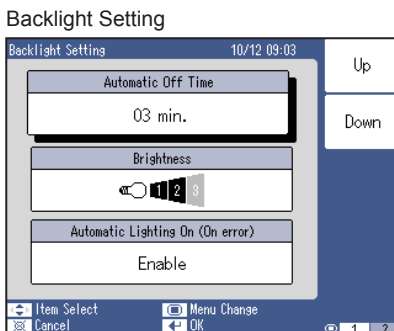 Backlight Setting
Backlight Setting 10/12 09:03
Up
Automatic Off Time
03 min.
Down
Brightness
1 2 3
Automatic Lighting On (On error)
Enable
Item Select Menu Change
Cancel OK
1 2